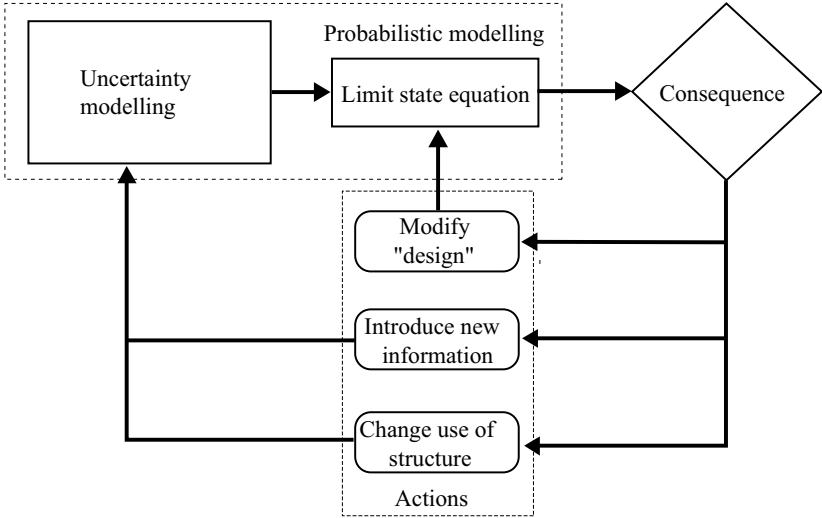 Probabilistic modelling
Uncertainty
modelling
Limit state equation
Consequence
Modify
"design"
Introduce new
information
Change use of
structure
Actions